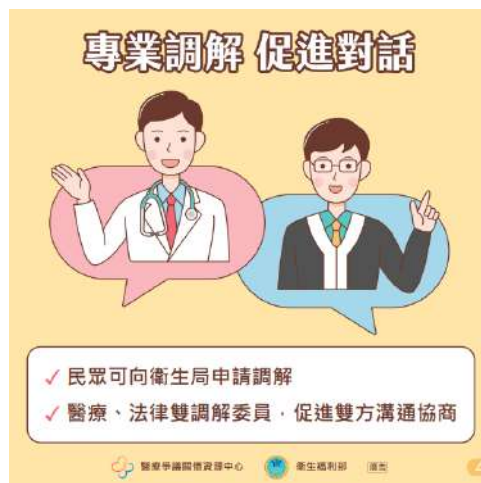 專業調解 促進對話
✓ 民眾可向衛生局申請調解
✓ 醫療、法律雙調解委員,促進雙方溝通協商
醫療爭議關懷資源中心 衛生福利部 廣告